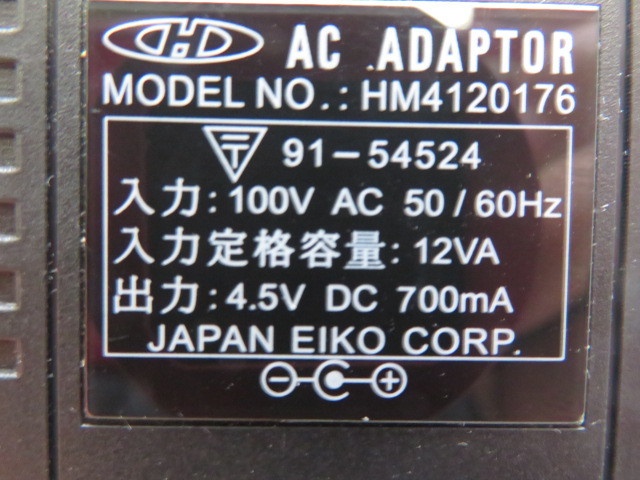 AC ADAPTOR
MODEL NO.: HM4120176
91-54524
入力: 100V AC 50/60Hz
入力定格容量: 12VA
出力: 4.5V DC 700mA
JAPAN EIKO CORP.